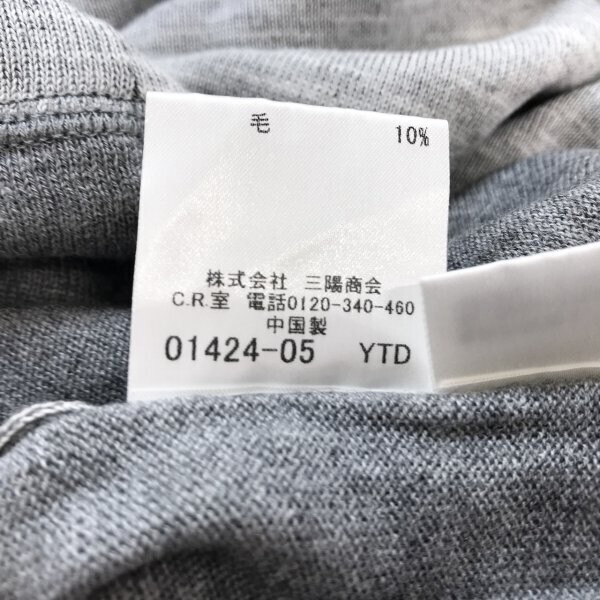 毛 10%
株式会社 三陽商会
C.R.室 電話0120-340-460
中国製
01424-05 YTD